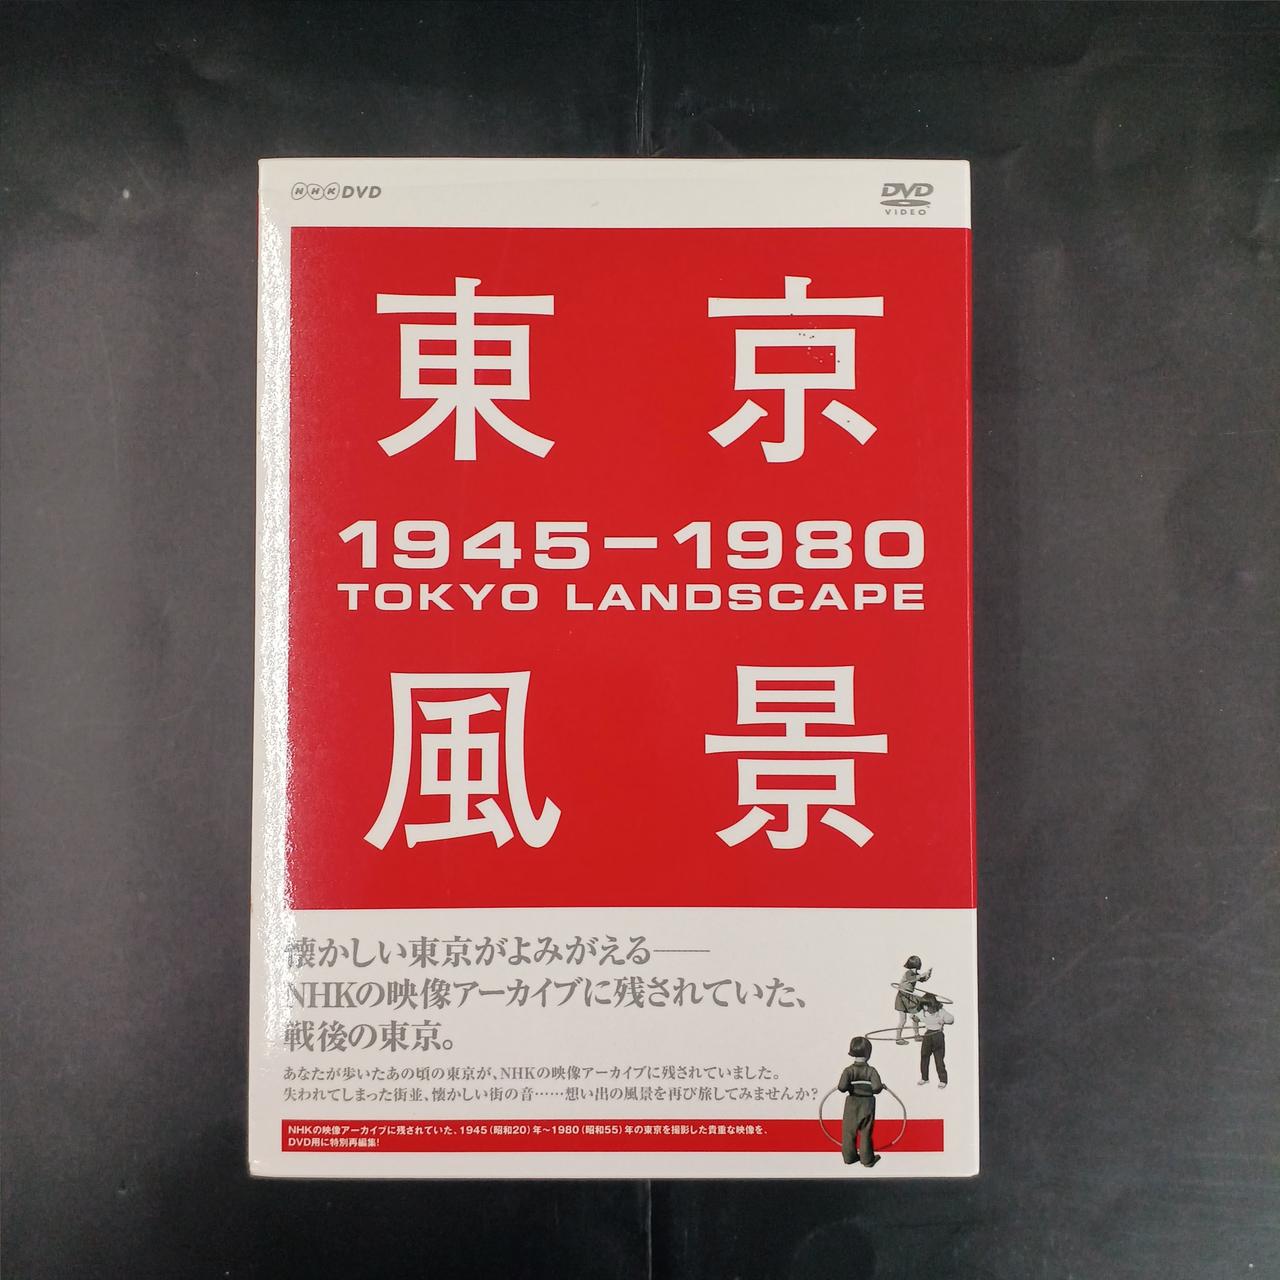 NHK DVD
DVD
VIDEO
東京
1945-1980
TOKYO LANDSCAPE
風景
懐かしい東京がよみがえる――
NHKの映像アーカイブに残されていた、
戦後の東京。
あなたが歩いたあの頃の東京が、NHKの映像アーカイブに残されていました。
失われてしまった街並、懐かしい街の音……想い出の風景を再び旅してみませんか?
NHKの映像アーカイブに残されていた、1945(昭和20)年〜1980(昭和55)年の東京を撮影した貴重な映像を、
DVD用に特別再編集!